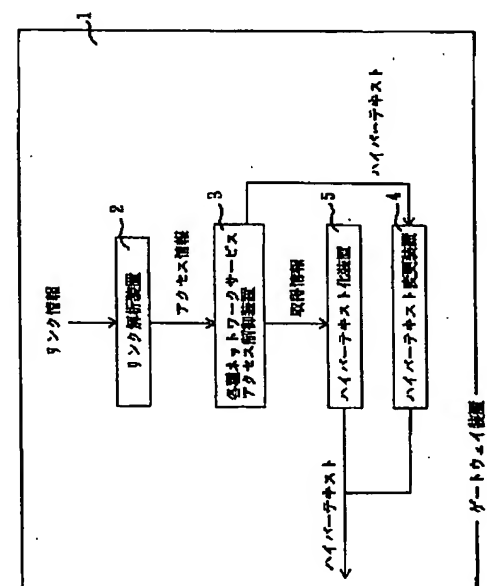 1
リンク情報
2
リンク解析装置
アクセス情報
3
各種ネットワークサービス
アクセス制御装置
取得情報
ハイパーテキスト
5
ハイパーテキスト化装置
4
ハイパーテキスト変更装置
ハイパーテキスト
ゲートウェイ装置